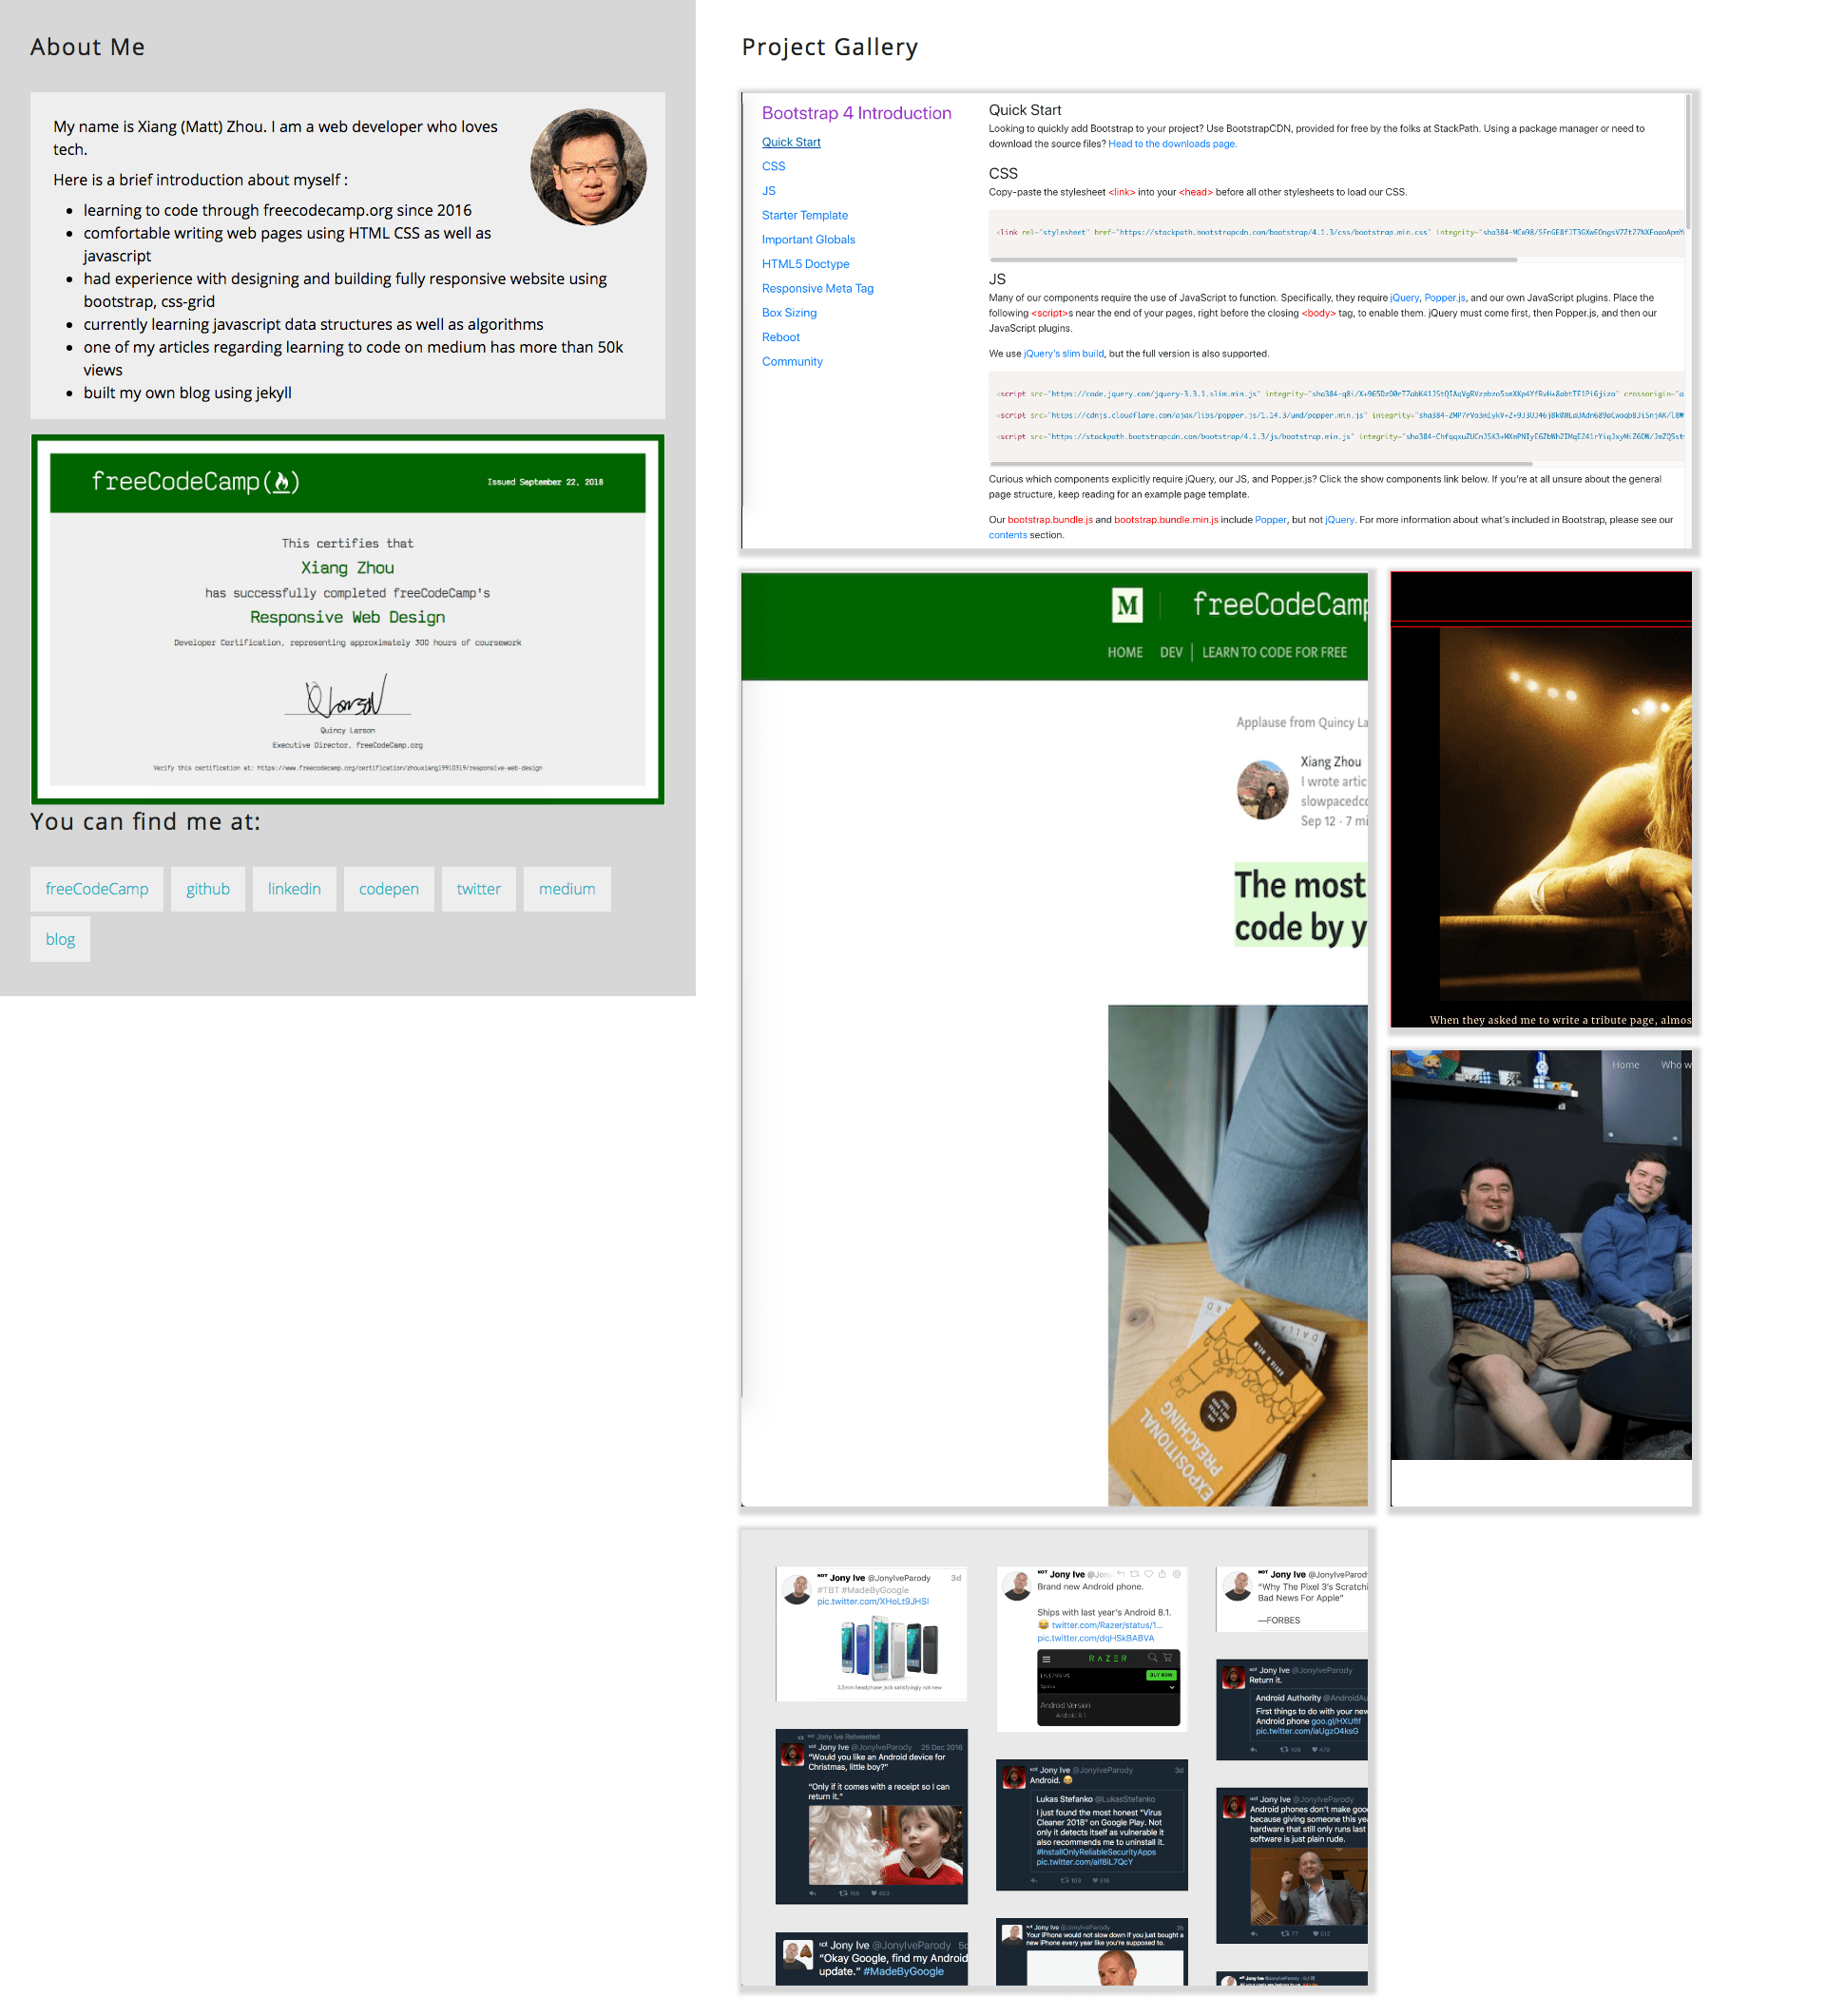 About Me
My name is Xiang (Matt) Zhou. I am a web developer who loves
tech.
Here is a brief introduction about myself :
learning to code through freecodecamp.org since 2016
comfortable writing web pages using HTML CSS as well as
javascript
had experience with designing and building fully responsive website using
bootstrap, css-grid
currently learning javascript data structures as well as algorithms
one of my articles regarding learning to code on medium has more than 50k
views
built my own blog using jekyll
freeCodeCamp
Issued September 22, 2018
This certifies that
Xiang Zhou
has successfully completed freeCodeCamp's
Responsive Web Design
Developer Certification, representing approximately 300 hours of coursework
Quincy Larson
Executive Director, freeCodeCamp.org
Verify this certification at: https://www.freecodecamp.org/certification/zhouxiang19910319/responsive-web-design
You can find me at:
freeCodeCamp
github
linkedin
codepen
twitter
medium
blog
Project Gallery
Bootstrap 4 Introduction
Quick Start
CSS
JS
Starter Template
Important Globals
HTML5 Doctype
Responsive Meta Tag
Box Sizing
Reboot
Community
Quick Start
Looking to quickly add Bootstrap to your project? Use BootstrapCDN, provided for free by the folks at StackPath. Using a package manager or need to
download the source files? Head to the downloads page.
CSS
Copy-paste the stylesheet <link> into your <head> before all other stylesheets to load our CSS.
<link rel="stylesheet" href="https://stackpath.bootstrapcdn.com/bootstrap/4.1.3/css/bootstrap.min.css"
JS
Many of our components require the use of JavaScript to function. Specifically, they require jQuery, Popper.js, and our own JavaScript plugins. Place the
following <script>s near the end of your pages, right before the closing <body> tag, to enable them. jQuery must come first, then Popper.js, and then our
JavaScript plugins.
We use jQuery's slim build, but the full version is also supported.
<script src="https://code.jquery.com/jquery-3.3.1.slim.min.js"
<script src="https://cdnjs.cloudflare.com/ajax/libs/popper.js/1.14.3/umd/popper.min.js"
<script src="https://stackpath.bootstrapcdn.com/bootstrap/4.1.3/js/bootstrap.min.js"
Curious which components explicitly require jQuery, our JS, and Popper.js? Click the show components link below. If you're at all unsure about the general
page structure, keep reading for an example page template.
Our bootstrap.bundle.js and bootstrap.bundle.min.js include Popper, but not jQuery. For more information about what's included in Bootstrap, please see our
contents section.
M
freeCodeCamp
HOME DEV LEARN TO CODE FOR FREE
Applause from Quincy La
Xiang Zhou
I wrote artic
slowpacedco
Sep 12 · 7 mi
The most
code by y
EXPOSITIONAL
PREACHING
When they asked me to write a tribute page, almos
Home Who w
NOT Jony Ive @JonyIveParody 3d
#TBT #MadeByGoogle
pic.twitter.com/XHoLt9JHSl
3.5mm headphone jack satisfyingly not new
Jony Ive Retweeted
NOT Jony Ive @JonyIveParody 25 Dec 2016
"Would you like an Android device for
Christmas, little boy?"
"Only if it comes with a receipt so I can
return it."
NOT Jony Ive @JonyIveParody
"Okay Google, find my Android
update." #MadeByGoogle
NOT Jony Ive @Jony
Brand new Android phone.
Ships with last year's Android 8.1.
😂 twitter.com/Razer/status/1...
pic.twitter.com/dqHSkBABVA
RAZER
BUY NOW
Specs
Android Version
Android 8.1
NOT Jony Ive @JonyIveParody 3d
Android. 😂
Lukas Stefanko @LukasStefanko
I just found the most honest "Virus
Cleaner 2018" on Google Play. Not
only it detects itself as vulnerable it
also recommends me to uninstall it.
#InstallOnlyReliableSecurityApps
pic.twitter.com/aif8iL7QcY
NOT Jony Ive @JonyIveParody 2h
Your iPhone would not slow down if you just bought a
new iPhone every year like you're supposed to.
NOT Jony Ive @JonyIveParod
"Why The Pixel 3's Scratchi
Bad News For Apple"
—FORBES
NOT Jony Ive @JonyIveParody
Return it.
Android Authority @AndroidAu
First things to do with your new
Android phone goo.gl/HXUfIf
pic.twitter.com/iaUgzO4ksG
NOT Jony Ive @JonyIveParody
Android phones don't make goo
because giving someone this yea
hardware that still only runs last
software is just plain rude.